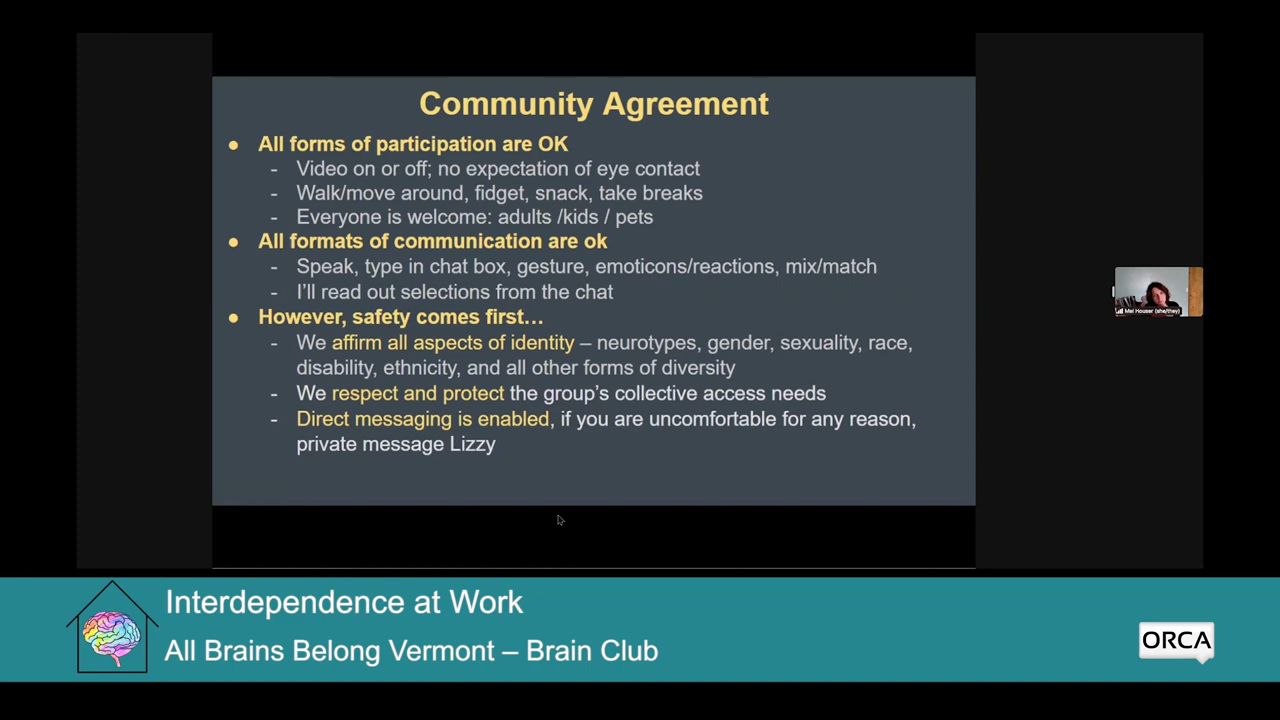 Community Agreement
● All forms of participation are OK
- Video on or off; no expectation of eye contact
- Walk/move around, fidget, snack, take breaks
- Everyone is welcome: adults /kids / pets
● All formats of communication are ok
- Speak, type in chat box, gesture, emoticons/reactions, mix/match
- I’ll read out selections from the chat
● However, safety comes first…
- We affirm all aspects of identity – neurotypes, gender, sexuality, race,
disability, ethnicity, and all other forms of diversity
- We respect and protect the group’s collective access needs
- Direct messaging is enabled, if you are uncomfortable for any reason,
private message Lizzy
Mel Houser (she/they)
Interdependence at Work
All Brains Belong Vermont – Brain Club
ORCA